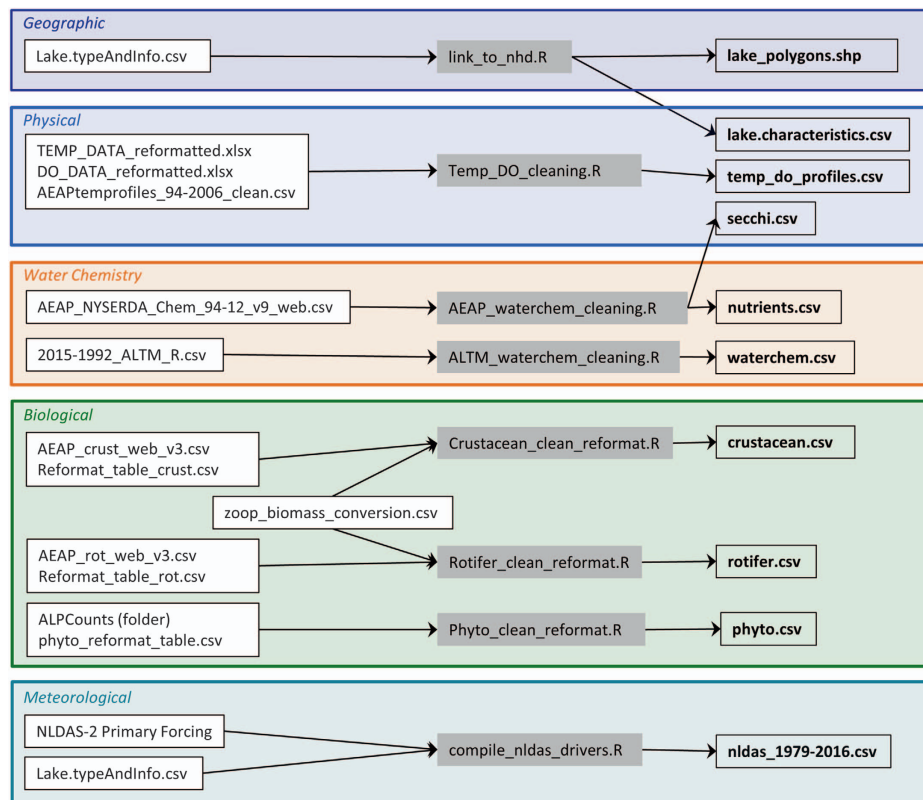 Geographic
Lake.typeAndInfo.csv
link_to_nhd.R
lake_polygons.shp
Physical
TEMP_DATA_reformatted.xlsx
DO_DATA_reformatted.xlsx
AEAPtemprofiles_94-2006_clean.csv
Temp_DO_cleaning.R
lake.characteristics.csv
temp_do_profiles.csv
secchi.csv
Water Chemistry
AEAP_NYSERDA_Chem_94-12_v9_web.csv
AEAP_waterchem_cleaning.R
nutrients.csv
2015-1992_ALTM_R.csv
ALTM_waterchem_cleaning.R
waterchem.csv
Biological
AEAP_crust_web_v3.csv
Reformat_table_crust.csv
Crustacean_clean_reformat.R
crustacean.csv
zoop_biomass_conversion.csv
AEAP_rot_web_v3.csv
Reformat_table_rot.csv
Rotifer_clean_reformat.R
rotifer.csv
ALPCounts (folder)
phyto_reformat_table.csv
Phyto_clean_reformat.R
phyto.csv
Meteorological
NLDAS-2 Primary Forcing
Lake.typeAndInfo.csv
compile_nldas_drivers.R
nldas_1979-2016.csv